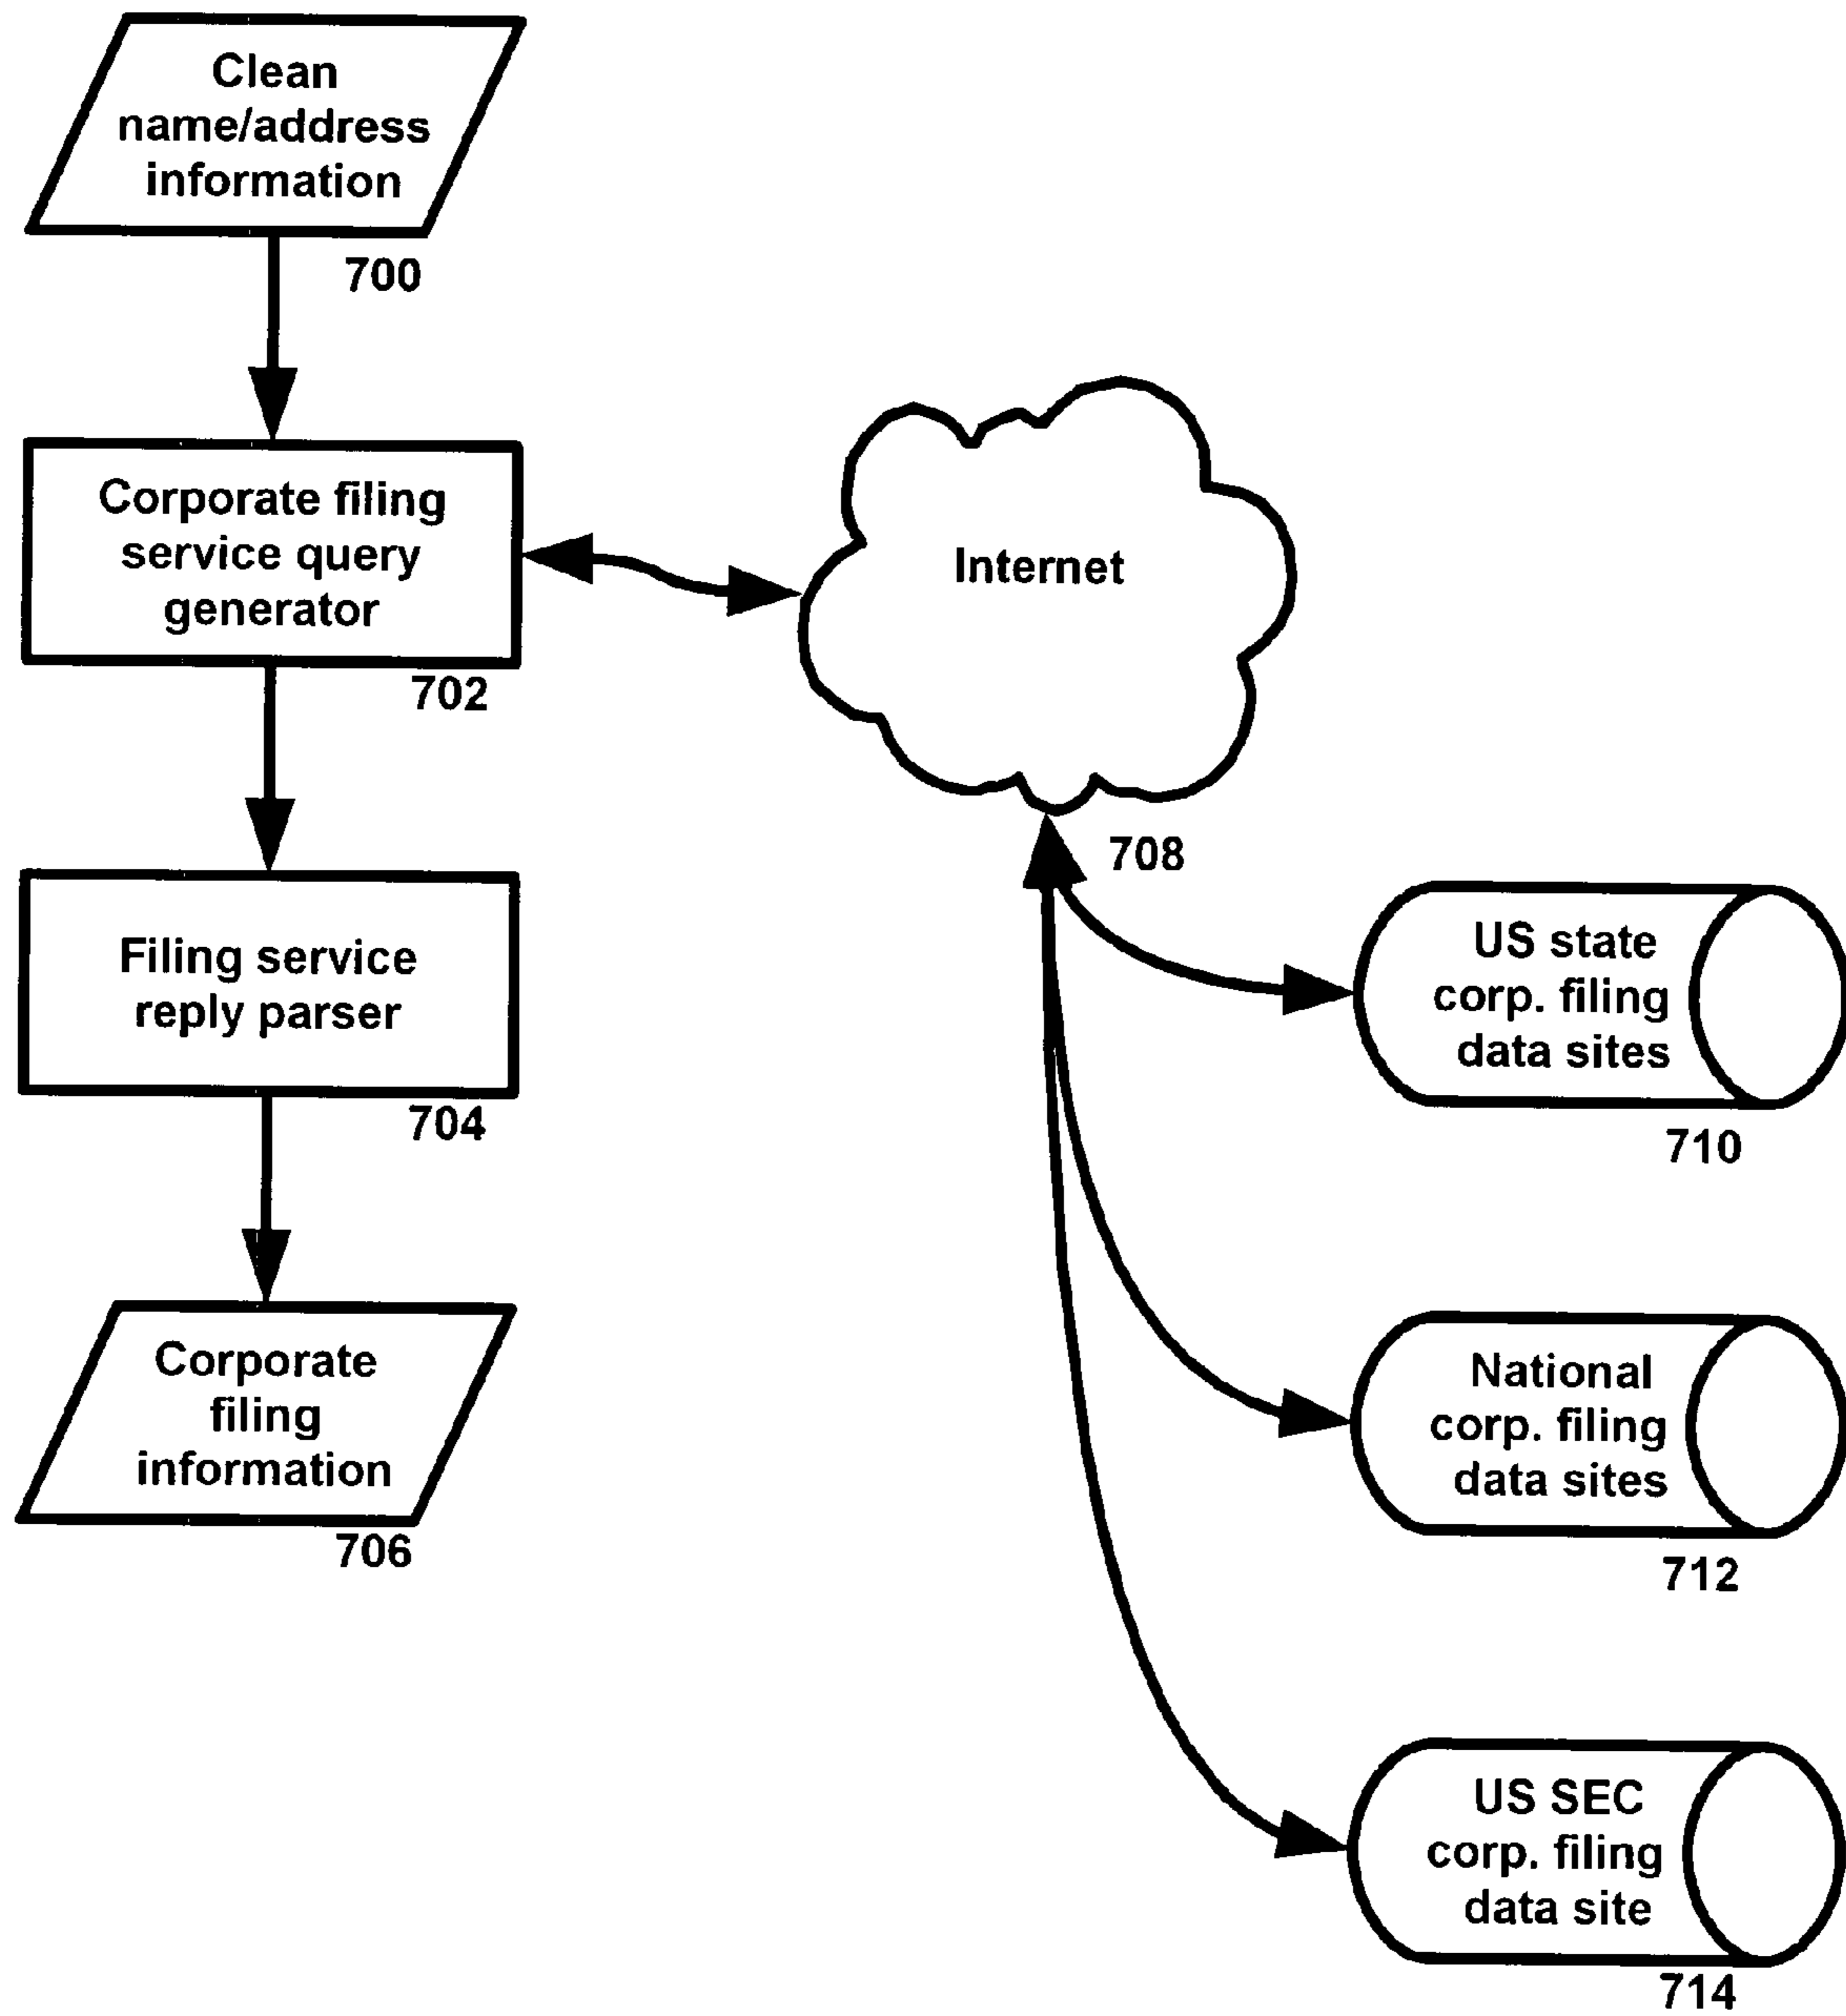 Clean
name/address
information
700
Corporate filing
service query
generator
702
Filing service
reply parser
704
Corporate
filing
information
706
Internet
708
US state
corp. filing
data sites
710
National
corp. filing
data sites
712
US SEC
corp. filing
data site
714